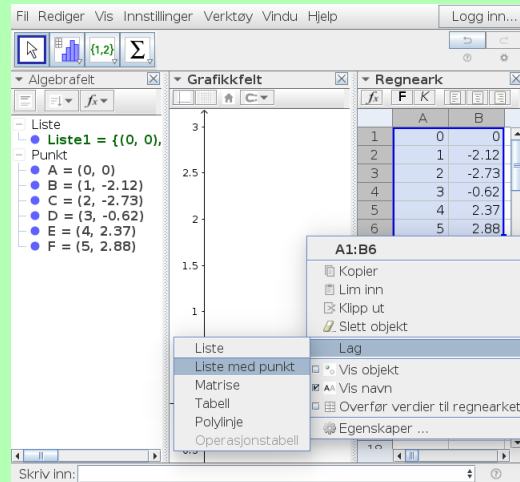 Fil Rediger Vis Innstillinger Verktøy Vindu Hjelp
Logg inn...
{1,2} Σ
Algebrafelt
Grafikkfelt
Regneark
fx
fx F K
Liste
Liste1 = {(0, 0),
Punkt
A = (0, 0)
B = (1, -2.12)
C = (2, -2.73)
D = (3, -0.62)
E = (4, 2.37)
F = (5, 2.88)
3
2.5
2
1.5
1
A B
1 0 0
2 1 -2.12
3 2 -2.73
4 3 -0.62
5 4 2.37
6 5 2.88
A1:B6
Kopier
Lim inn
Klipp ut
Slett objekt
Lag
Vis objekt
AA Vis navn
Overfør verdier til regnearket
Egenskaper ...
Liste
Liste med punkt
Matrise
Tabell
Polylinje
Operasjonstabell
Skriv inn: